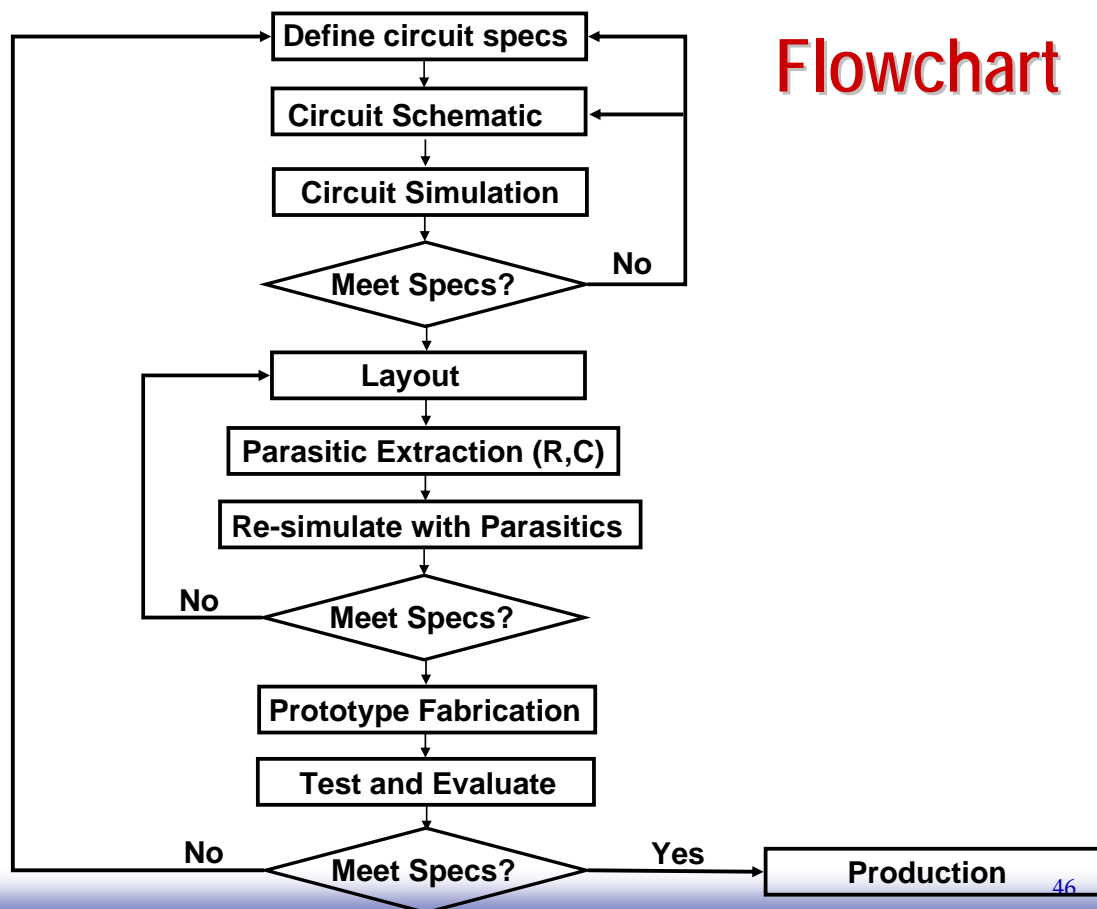 Flowchart
Define circuit specs
Circuit Schematic
Circuit Simulation
Meet Specs?
No
Layout
Parasitic Extraction (R,C)
Re-simulate with Parasitics
No
Meet Specs?
Prototype Fabrication
Test and Evaluate
No
Meet Specs?
Yes
Production
46